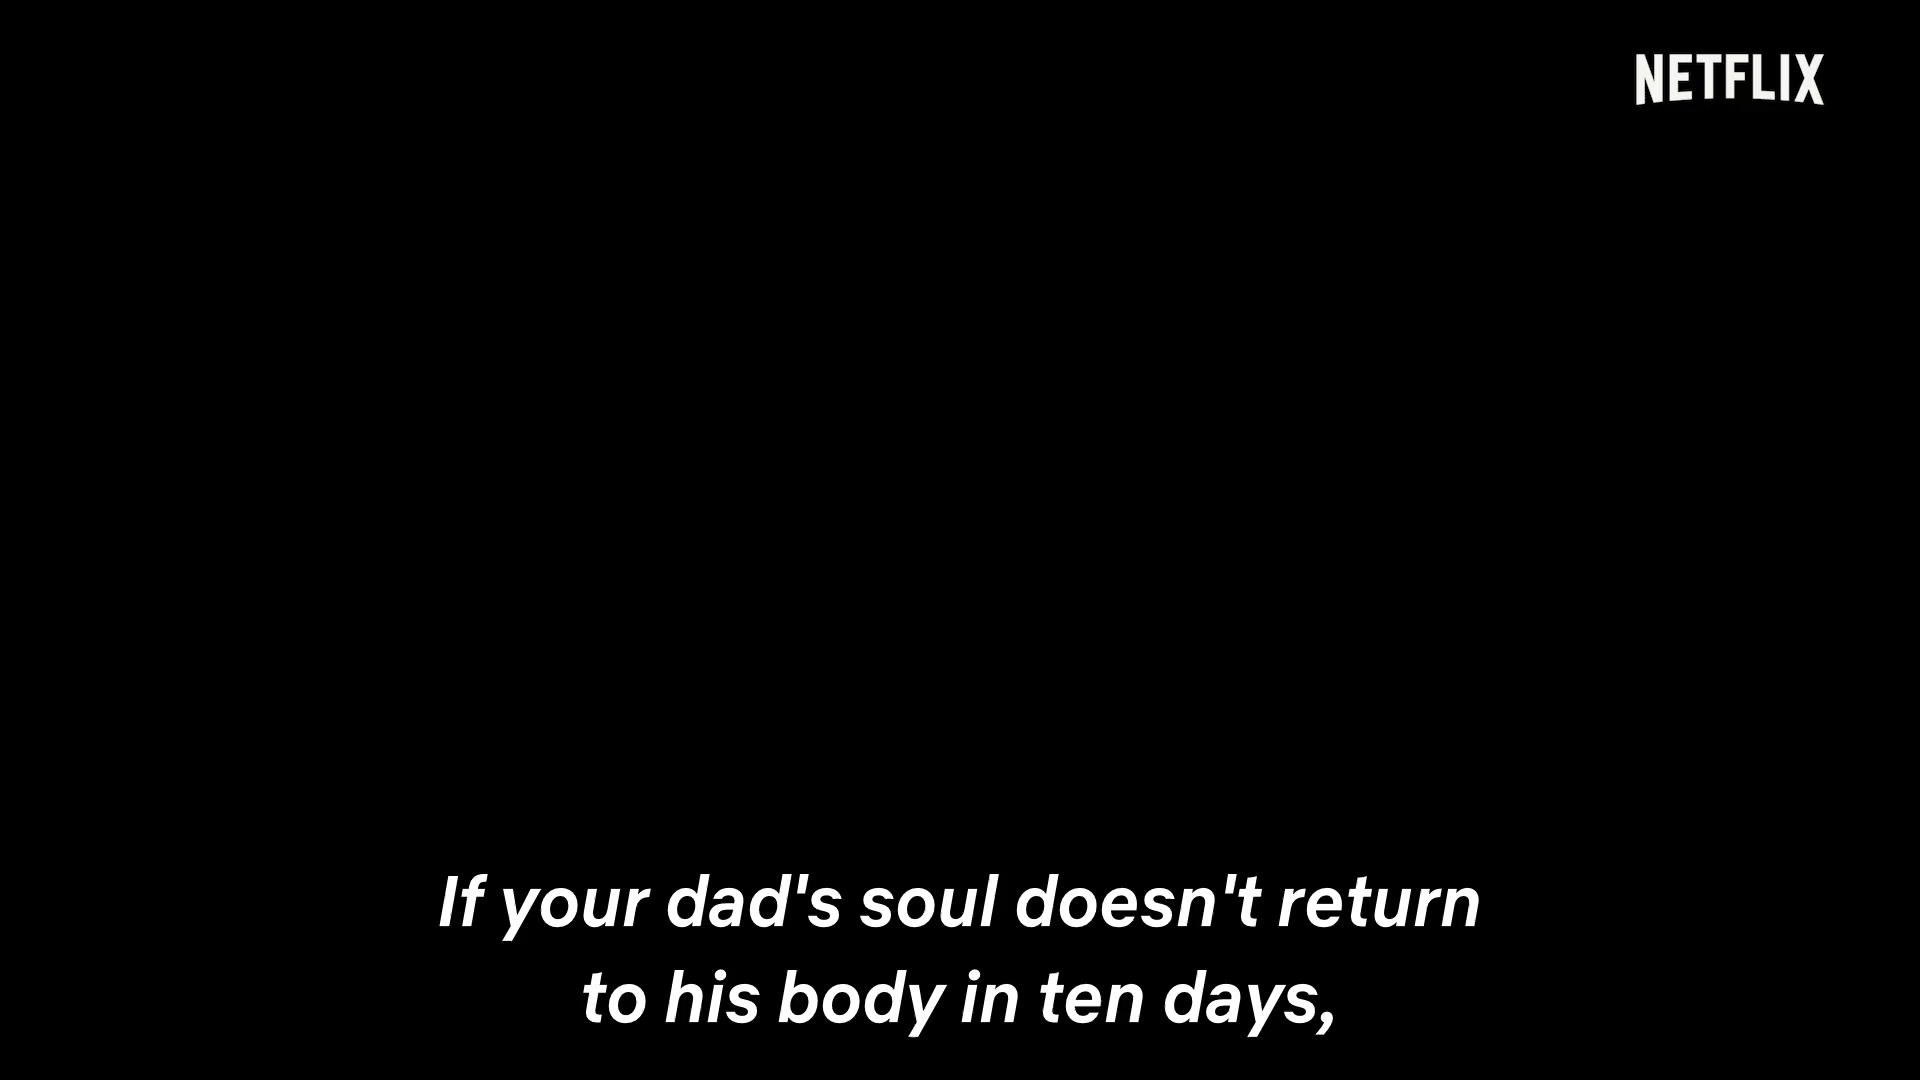 NETFLIX
If your dad's soul doesn't return
to his body in ten days,